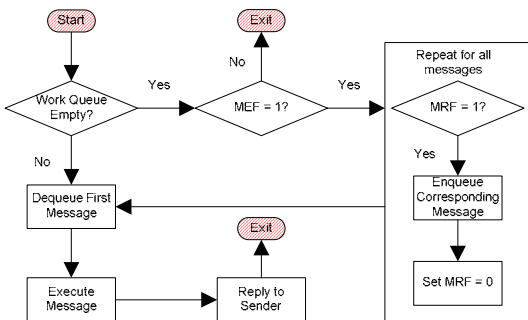 Start
Exit
Repeat for all
messages
No
Yes
Yes
Work Queue
Empty?
MEF = 1?
MRF = 1?
No
Yes
Dequeue First
Message
Enqueue
Corresponding
Message
Exit
Execute
Message
Reply to
Sender
Set MRF = 0